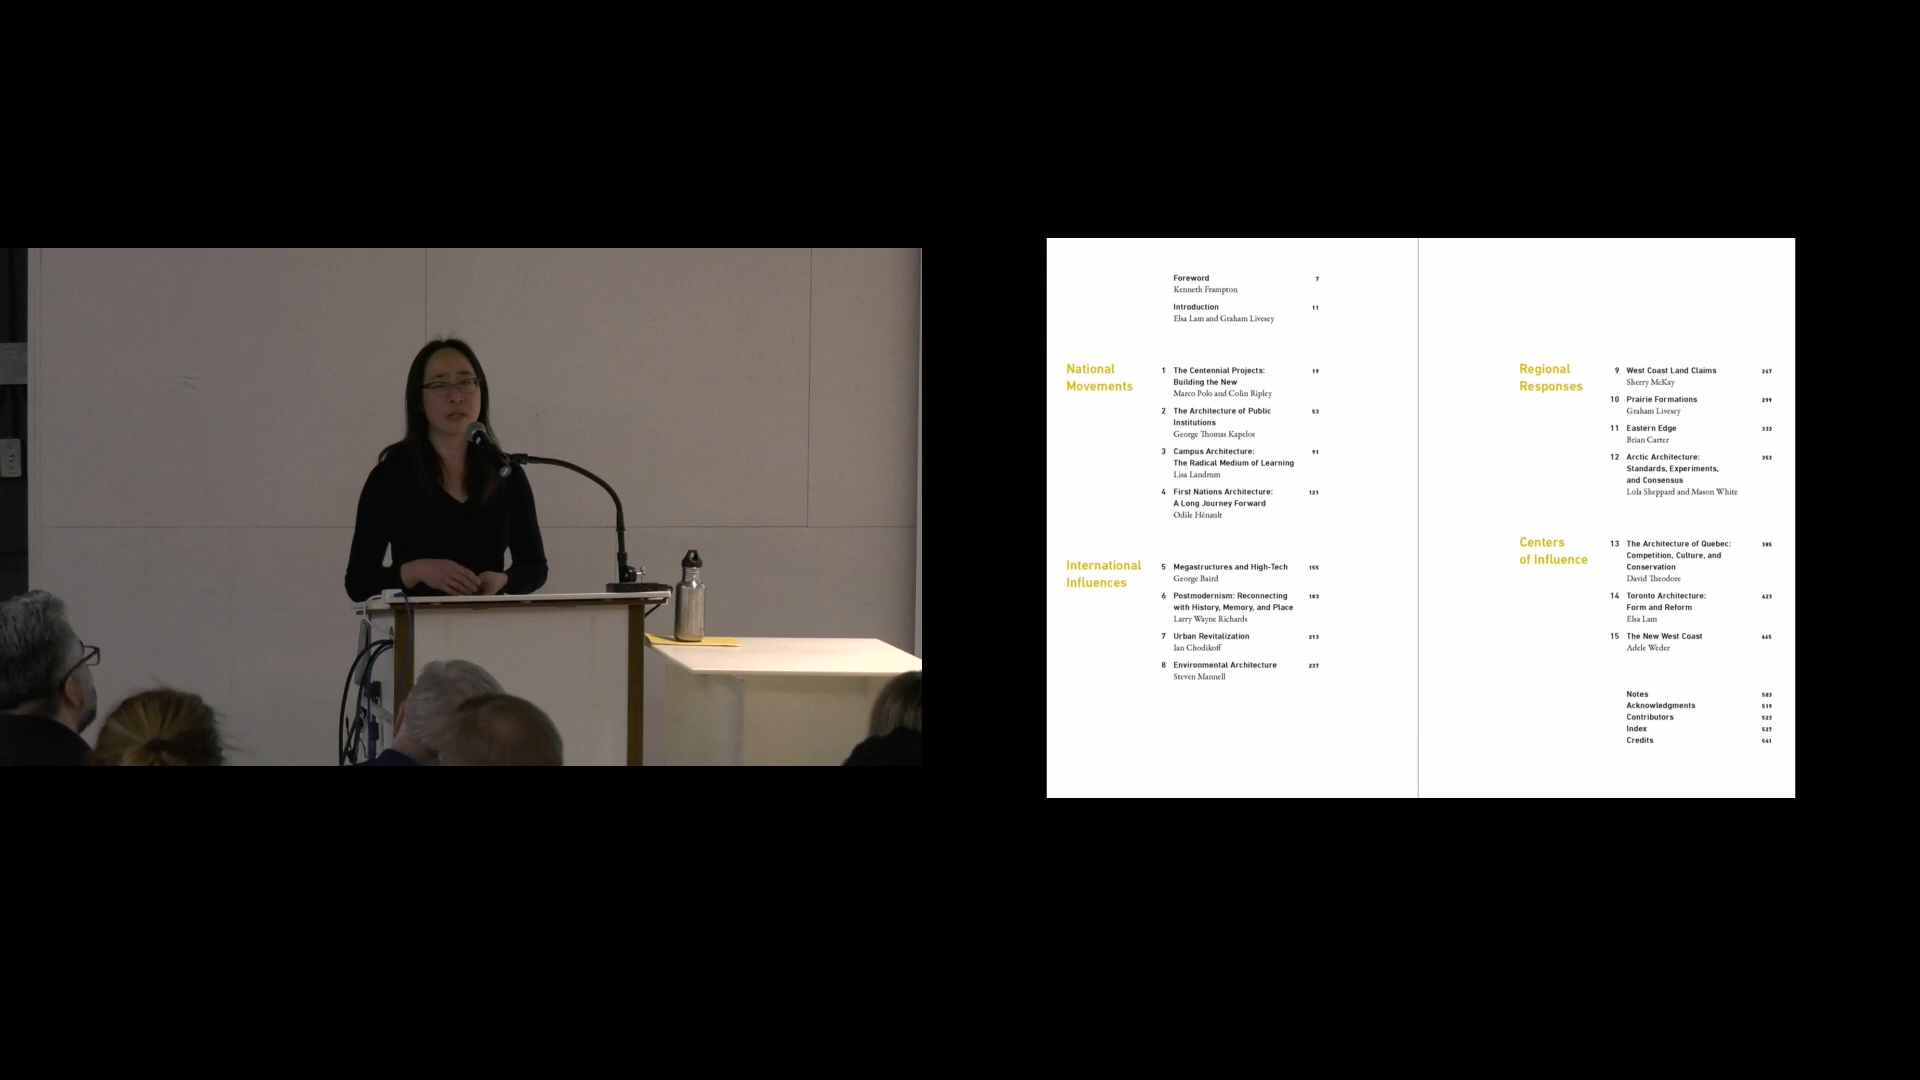 Foreword 7
Kenneth Frampton
Introduction 11
Elsa Lam and Graham Livesey
National
Movements
1 The Centennial Projects: 19
Building the New
Marco Polo and Colin Ripley
2 The Architecture of Public 53
Institutions
George Thomas Kapelos
3 Campus Architecture: 91
The Radical Medium of Learning
Lisa Landrum
4 First Nations Architecture: 121
A Long Journey Forward
Odile Hénault
International
Influences
5 Megastructures and High-Tech 155
George Baird
6 Postmodernism: Reconnecting 183
with History, Memory, and Place
Larry Wayne Richards
7 Urban Revitalization 213
Ian Chodikoff
8 Environmental Architecture 237
Steven Mannell
Regional
Responses
9 West Coast Land Claims 267
Sherry McKay
10 Prairie Formations 299
Graham Livesey
11 Eastern Edge 333
Brian Carter
12 Arctic Architecture: 353
Standards, Experiments,
and Consensus
Lola Sheppard and Mason White
Centers
of Influence
13 The Architecture of Quebec: 385
Competition, Culture, and
Conservation
David Theodore
14 Toronto Architecture: 423
Form and Reform
Elsa Lam
15 The New West Coast 465
Adele Weder
Notes 503
Acknowledgments 519
Contributors 523
Index 527
Credits 541